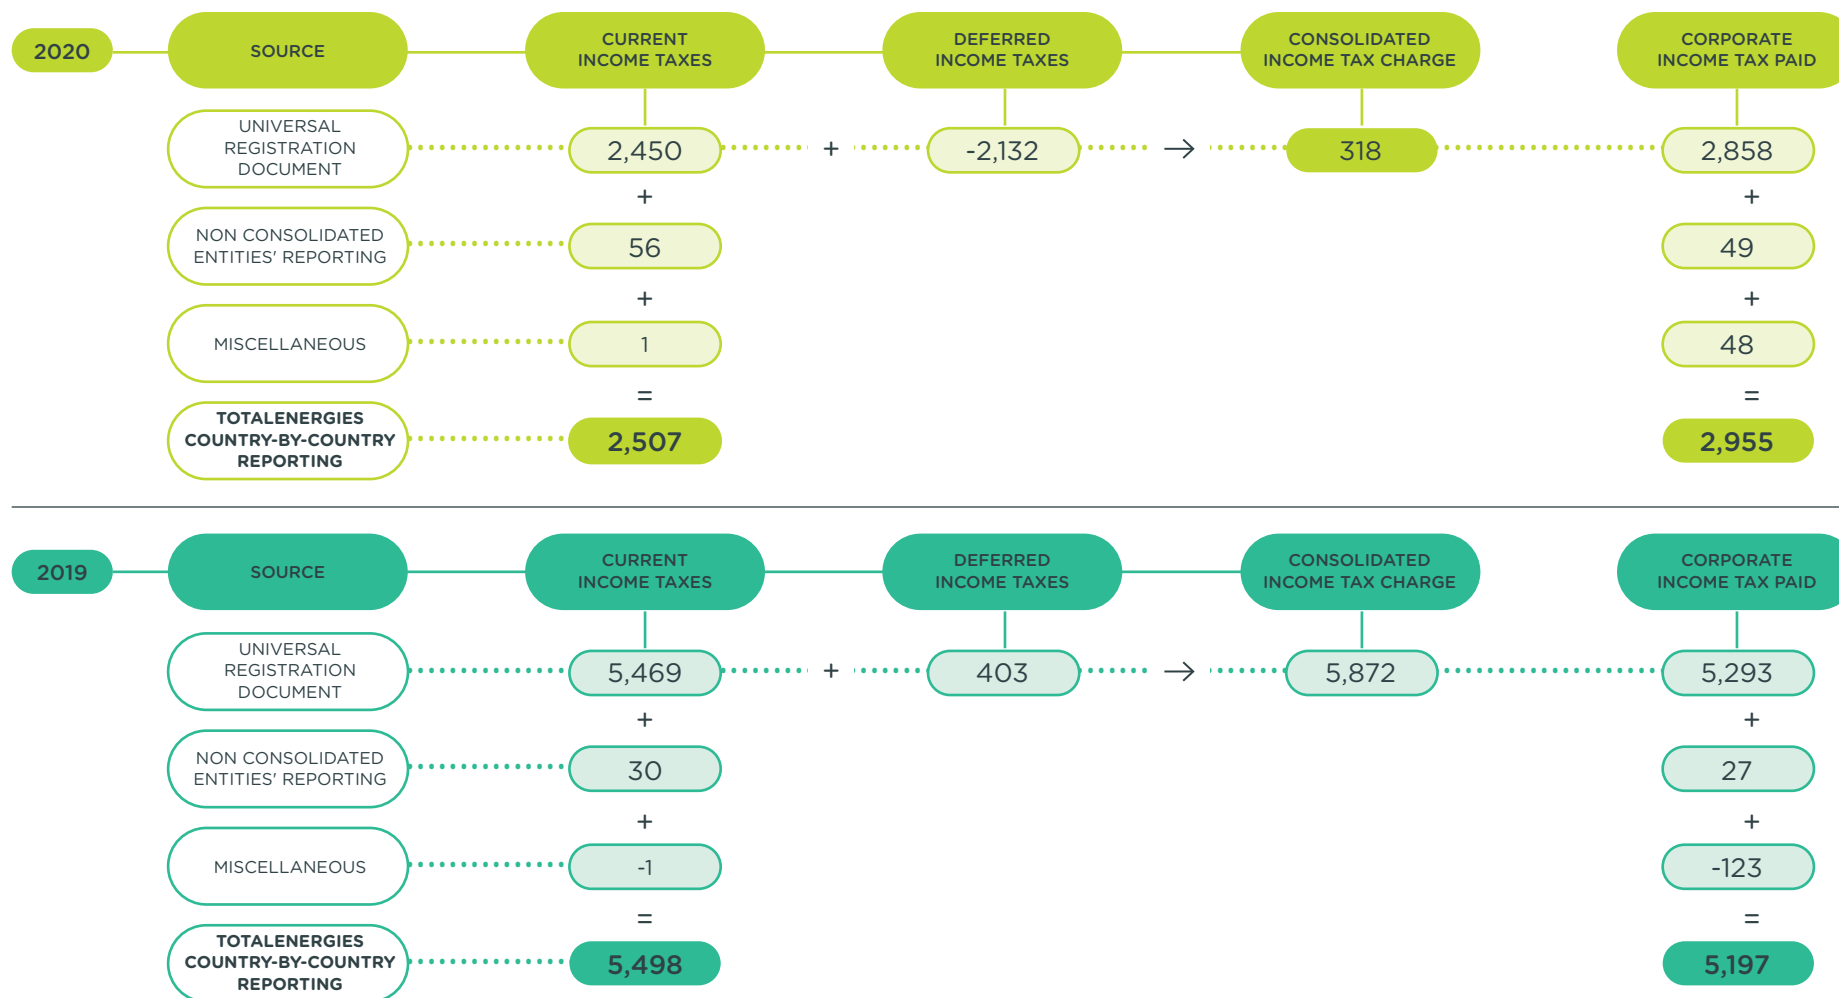 2020
SOURCE
CURRENT
INCOME TAXES
DEFERRED
INCOME TAXES
CONSOLIDATED
INCOME TAX CHARGE
CORPORATE
INCOME TAX PAID
UNIVERSAL
REGISTRATION
DOCUMENT
2,450
+
-2,132
→
318
2,858
+
+
NON CONSOLIDATED
ENTITIES' REPORTING
56
49
+
+
MISCELLANEOUS
1
48
=
=
TOTALENERGIES
COUNTRY-BY-COUNTRY
REPORTING
2,507
2,955
2019
SOURCE
CURRENT
INCOME TAXES
DEFERRED
INCOME TAXES
CONSOLIDATED
INCOME TAX CHARGE
CORPORATE
INCOME TAX PAID
UNIVERSAL
REGISTRATION
DOCUMENT
5,469
+
403
→
5,872
5,293
+
+
NON CONSOLIDATED
ENTITIES' REPORTING
30
27
+
+
MISCELLANEOUS
-1
-123
=
=
TOTALENERGIES
COUNTRY-BY-COUNTRY
REPORTING
5,498
5,197